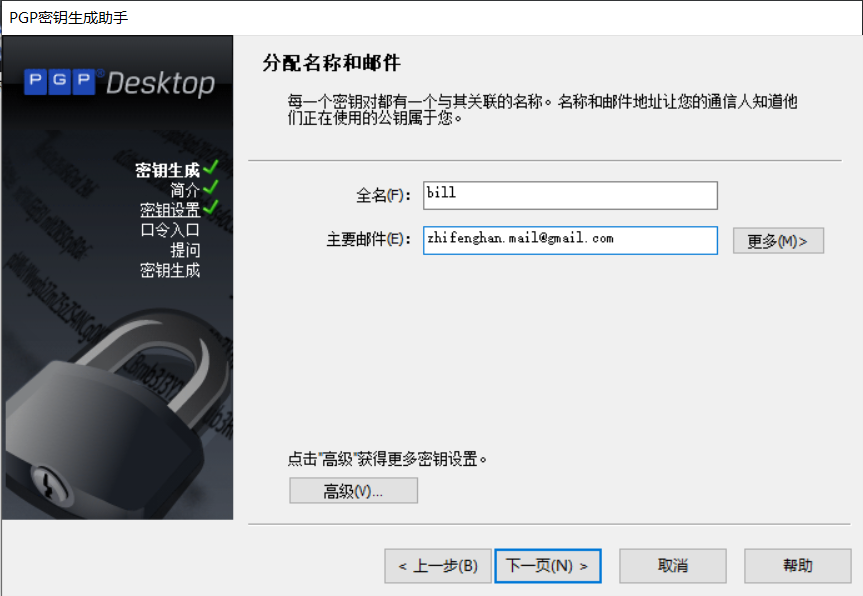 PGP密钥生成助手
PGP® Desktop
密钥生成
简介
密钥设置
口令入口
提问
密钥生成
分配名称和邮件
每一个密钥对都有一个与其关联的名称。名称和邮件地址让您的通信人知道他
们正在使用的公钥属于您。
全名(F): bill
主要邮件(E): zhifenghan.mail@gmail.com 更多(M)>
点击"高级"获得更多密钥设置。
高级(V)...
< 上一步(B) 下一页(N) > 取消 帮助